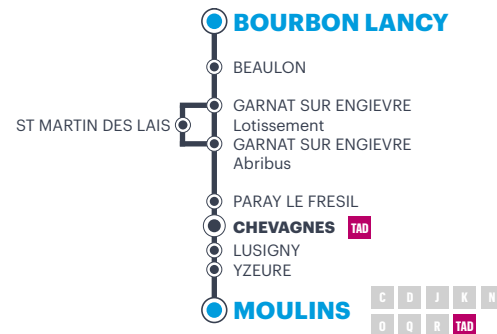 BOURBON LANCY
BEAULON
GARNAT SUR ENGIEVRE
Lotissement
ST MARTIN DES LAIS
GARNAT SUR ENGIEVRE
Abribus
PARAY LE FRESIL
CHEVAGNES TAD
LUSIGNY
YZEURE
MOULINS
C D J K N
O Q R TAD